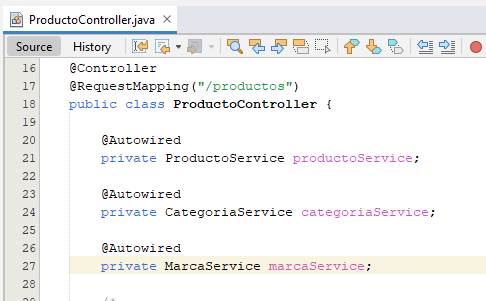 ProductoController.java
Source History
16 @Controller
17 @RequestMapping("/productos")
18 public class ProductoController {
19
20 @Autowired
21 private ProductoService productoService;
22
23 @Autowired
24 private CategoriaService categoriaService;
25
26 @Autowired
27 private MarcaService marcaService;
28
/*